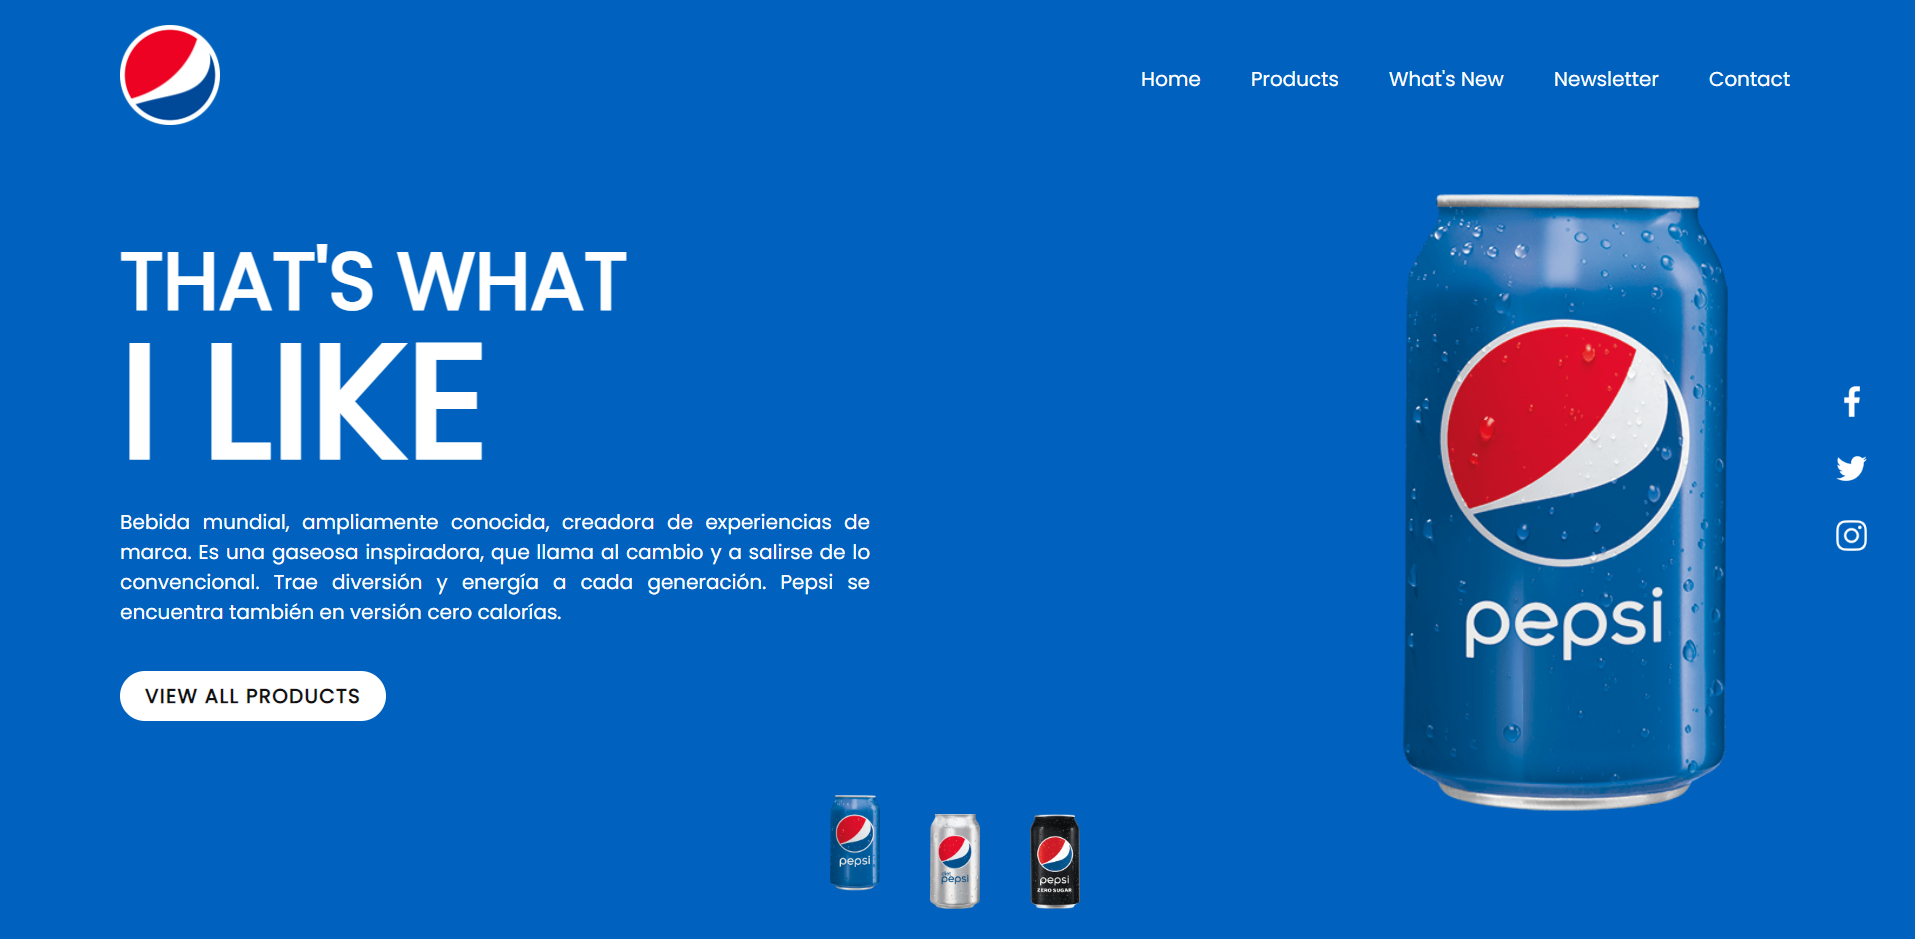 Home Products What's New Newsletter Contact
THAT'S WHAT
I LIKE
Bebida mundial, ampliamente conocida, creadora de experiencias de
marca. Es una gaseosa inspiradora, que llama al cambio y a salirse de lo
convencional. Trae diversión y energía a cada generación. Pepsi se
encuentra también en versión cero calorías.
VIEW ALL PRODUCTS
pepsi
pepsi
diet
pepsi
pepsi
ZERO SUGAR